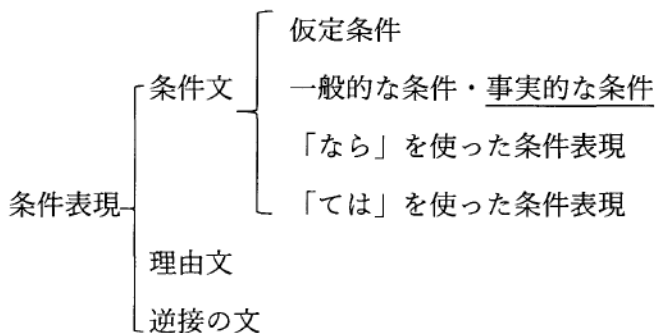 仮定条件
条件文
一般的な条件・事実的な条件
「なら」を使った条件表現
条件表現
「ては」を使った条件表現
理由文
逆接の文